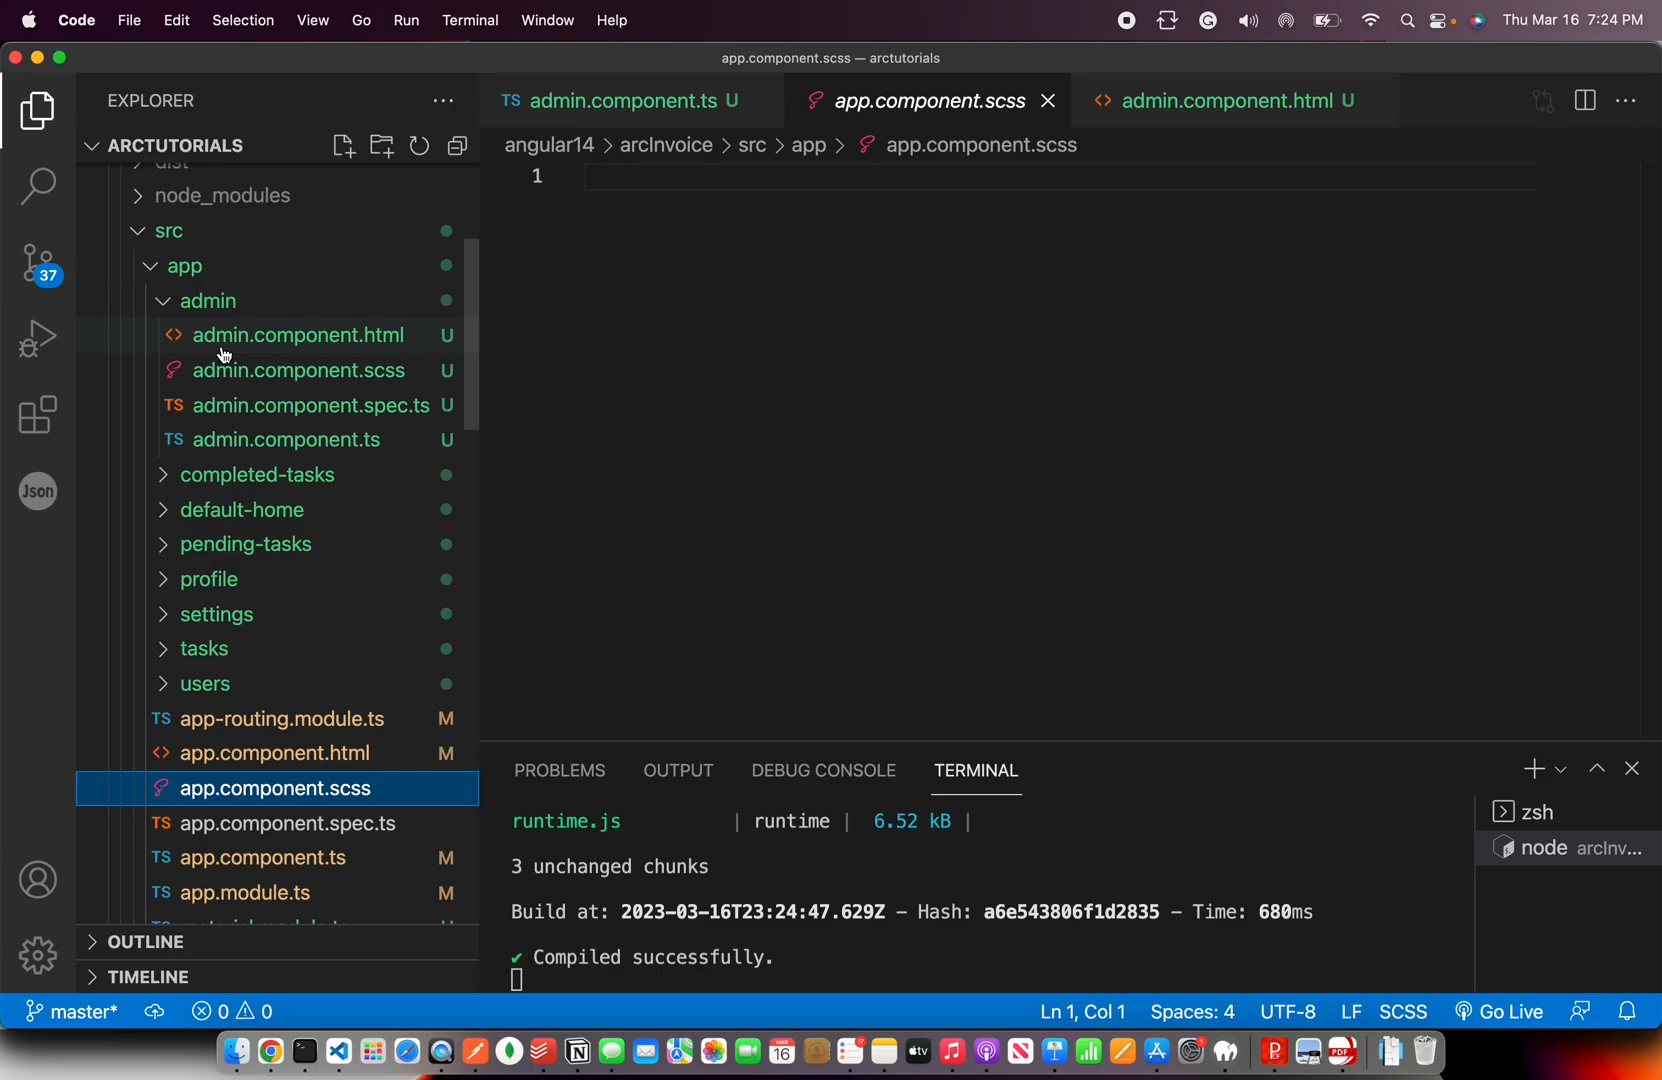 Code File Edit Selection View Go Run Terminal Window Help Thu Mar 16 7:24 PM
app.component.scss — arctutorials
EXPLORER
ARCTUTORIALS
dist
node_modules
src
app
admin
<> admin.component.html U
admin.component.scss U
TS admin.component.spec.ts U
TS admin.component.ts U
completed-tasks
default-home
pending-tasks
profile
settings
tasks
users
TS app-routing.module.ts M
<> app.component.html M
app.component.scss
TS app.component.spec.ts
TS app.component.ts M
TS app.module.ts M
OUTLINE
TIMELINE
37
Json
TS admin.component.ts U
app.component.scss
<> admin.component.html U
angular14 > arcInvoice > src > app > app.component.scss
1
PROBLEMS OUTPUT DEBUG CONSOLE TERMINAL
runtime.js | runtime | 6.52 kB |
3 unchanged chunks
Build at: 2023-03-16T23:24:47.629Z - Hash: a6e543806f1d2835 - Time: 680ms
✔ Compiled successfully.
zsh
node arcInv...
master* 0 0 Ln 1, Col 1 Spaces: 4 UTF-8 LF SCSS Go Live